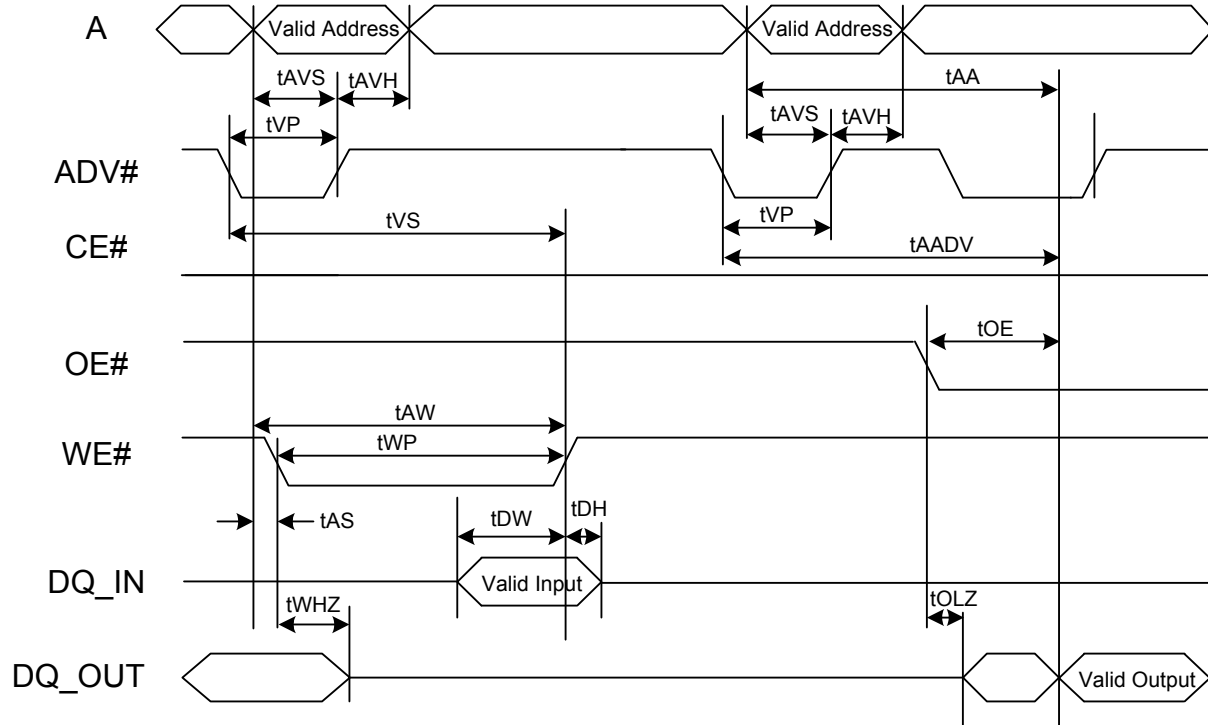 A
Valid Address
Valid Address
tAVS
tAVH
tAA
tVP
tAVS
tAVH
ADV#
tVS
tVP
CE#
tAADV
tOE
OE#
tAW
WE#
tWP
tAS
tDW
tDH
DQ_IN
Valid Input
tWHZ
tOLZ
DQ_OUT
Valid Output